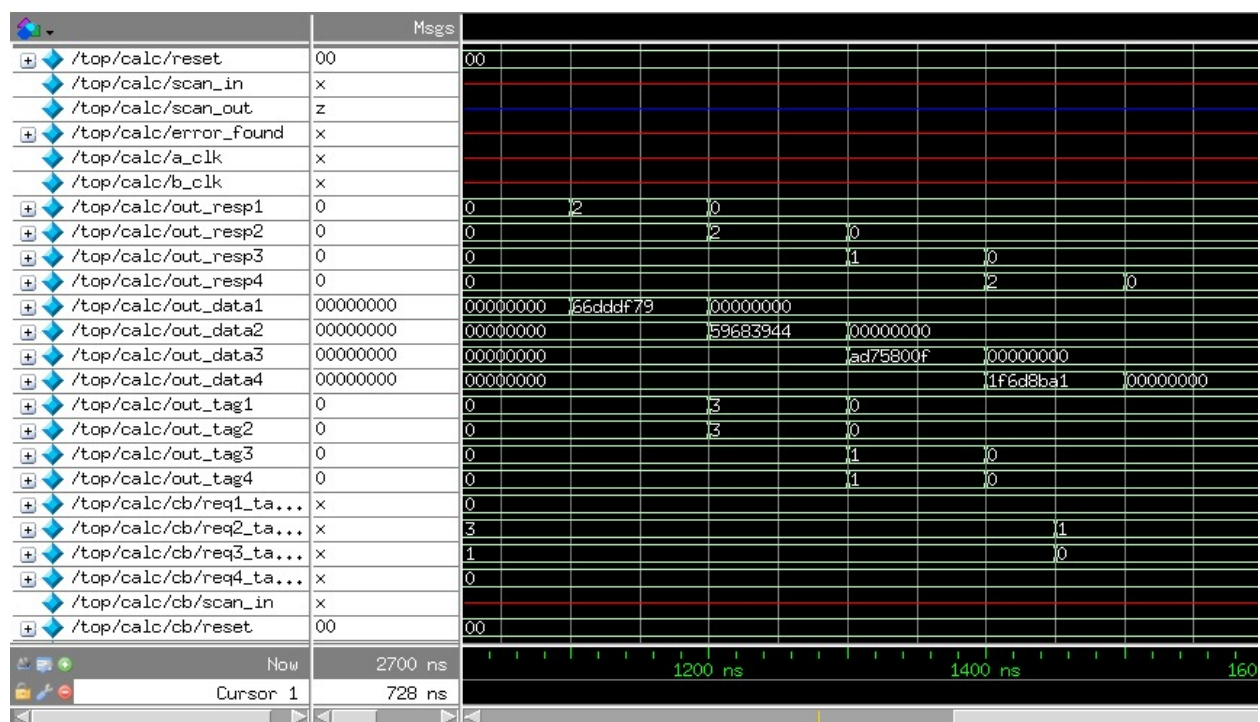 Msgs
/top/calc/reset 00 00
/top/calc/scan_in x
/top/calc/scan_out z
/top/calc/error_found x
/top/calc/a_clk x
/top/calc/b_clk x
/top/calc/out_resp1 0 0 2 0
/top/calc/out_resp2 0 0 2 0
/top/calc/out_resp3 0 0 1 0
/top/calc/out_resp4 0 0 2 0
/top/calc/out_data1 00000000 00000000 66dddf79 00000000
/top/calc/out_data2 00000000 00000000 59683944 00000000
/top/calc/out_data3 00000000 00000000 ad75800f 00000000
/top/calc/out_data4 00000000 00000000 1f6d8ba1 00000000
/top/calc/out_tag1 0 0 3 0
/top/calc/out_tag2 0 0 3 0
/top/calc/out_tag3 0 0 1 0
/top/calc/out_tag4 0 0 1 0
/top/calc/cb/req1_ta... x 0
/top/calc/cb/req2_ta... x 3 1
/top/calc/cb/req3_ta... x 1 0
/top/calc/cb/req4_ta... x 0
/top/calc/cb/scan_in x
/top/calc/cb/reset 00 00
Now 2700 ns 1200 ns 1400 ns 160
Cursor 1 728 ns